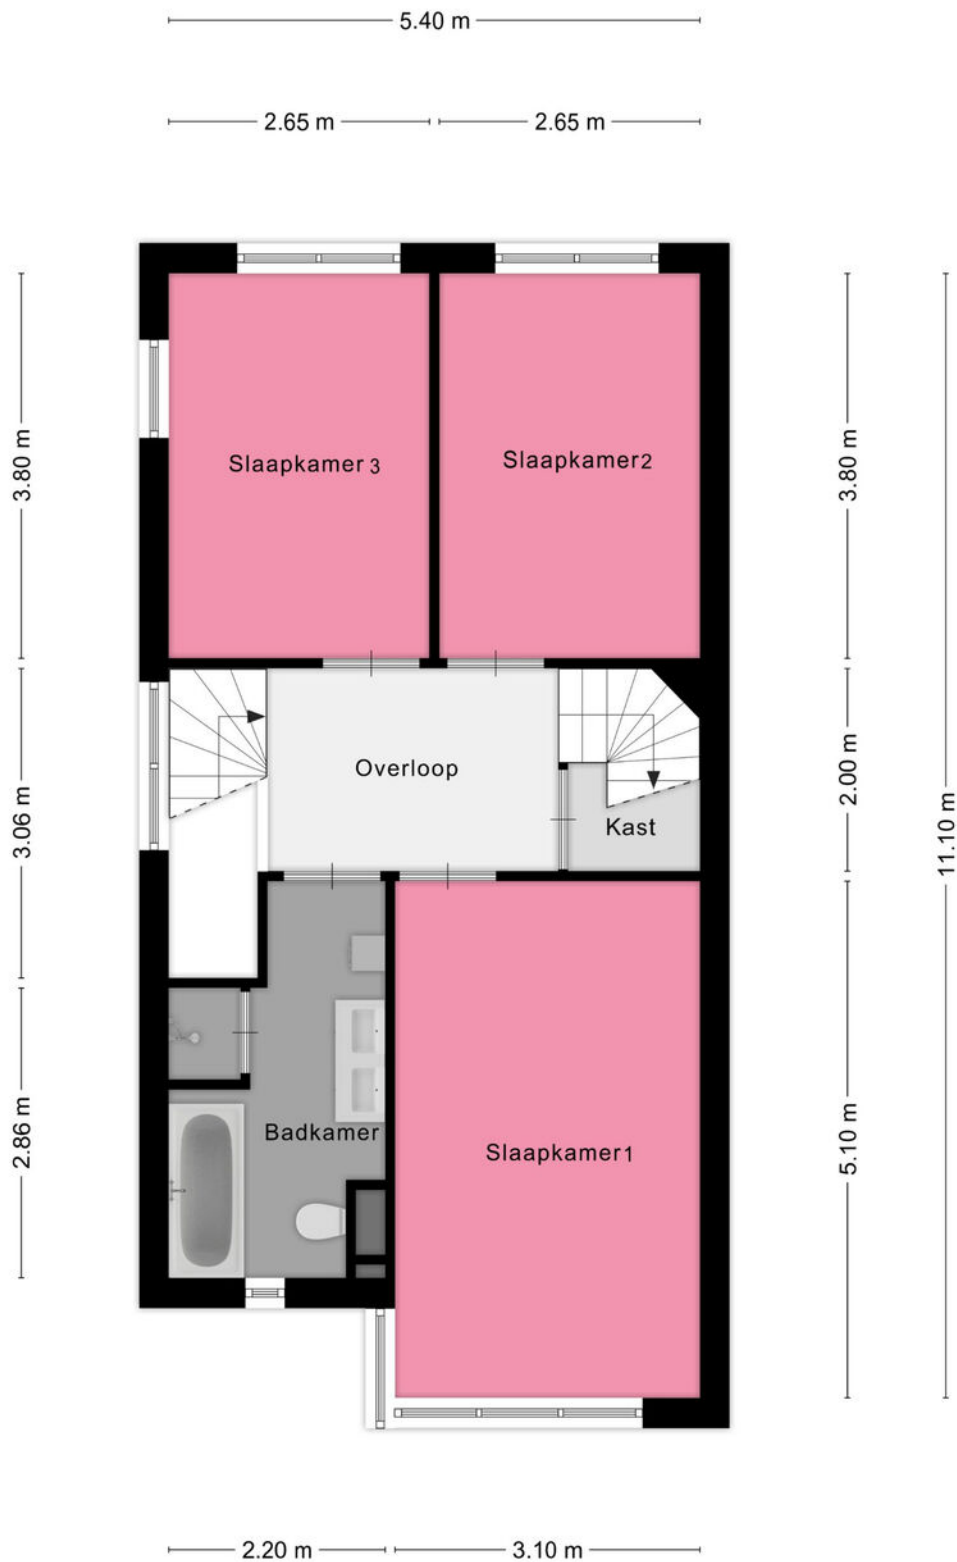 5.40 m
2.65 m
2.65 m
3.80 m
Slaapkamer 3
Slaapkamer2
3.80 m
11.10 m
3.06 m
Overloop
Kast
2.00 m
2.86 m
Badkamer
Slaapkamer1
5.10 m
2.20 m
3.10 m